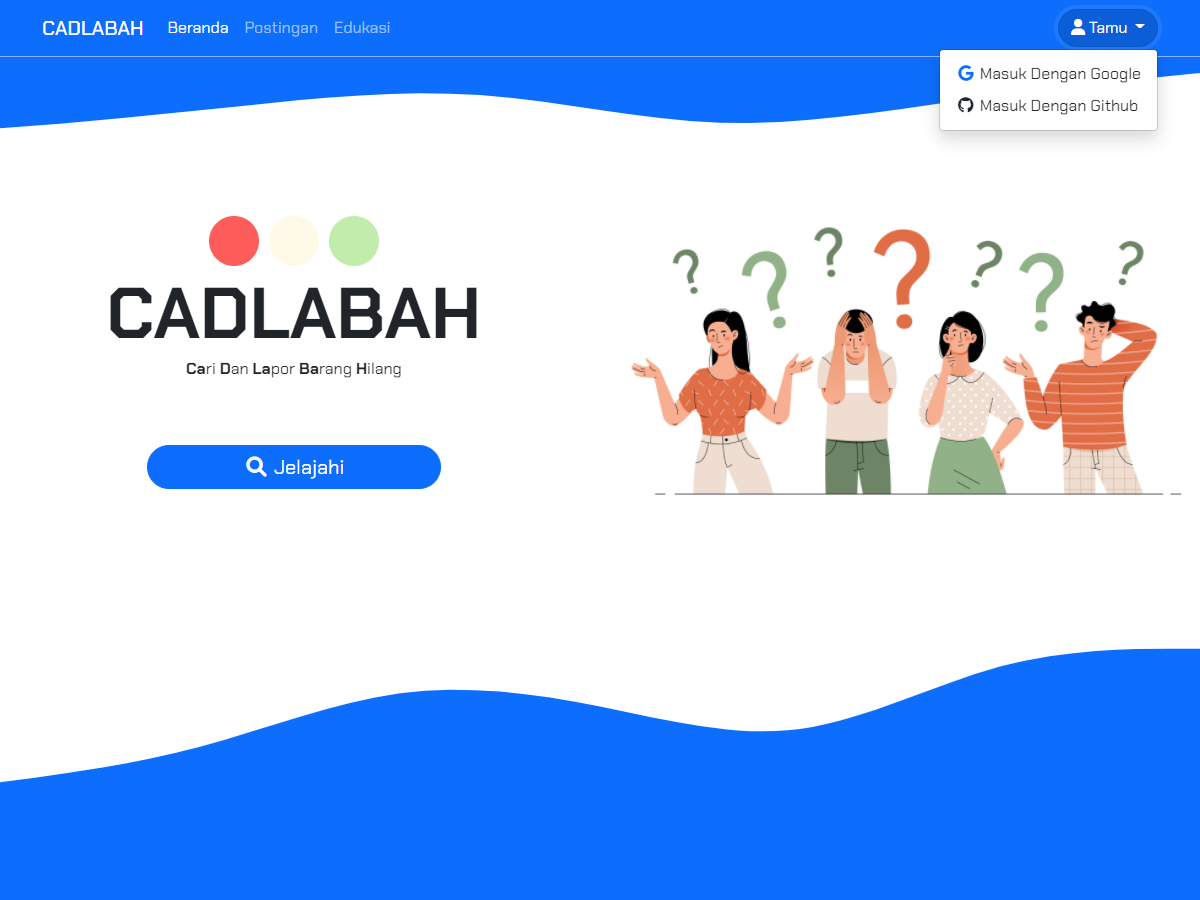 CADLABAH Beranda Postingan Edukasi Tamu
Masuk Dengan Google
Masuk Dengan Github
CADLABAH
Cari Dan Lapor Barang Hilang
Jelajahi
? ? ? ? ? ? ?